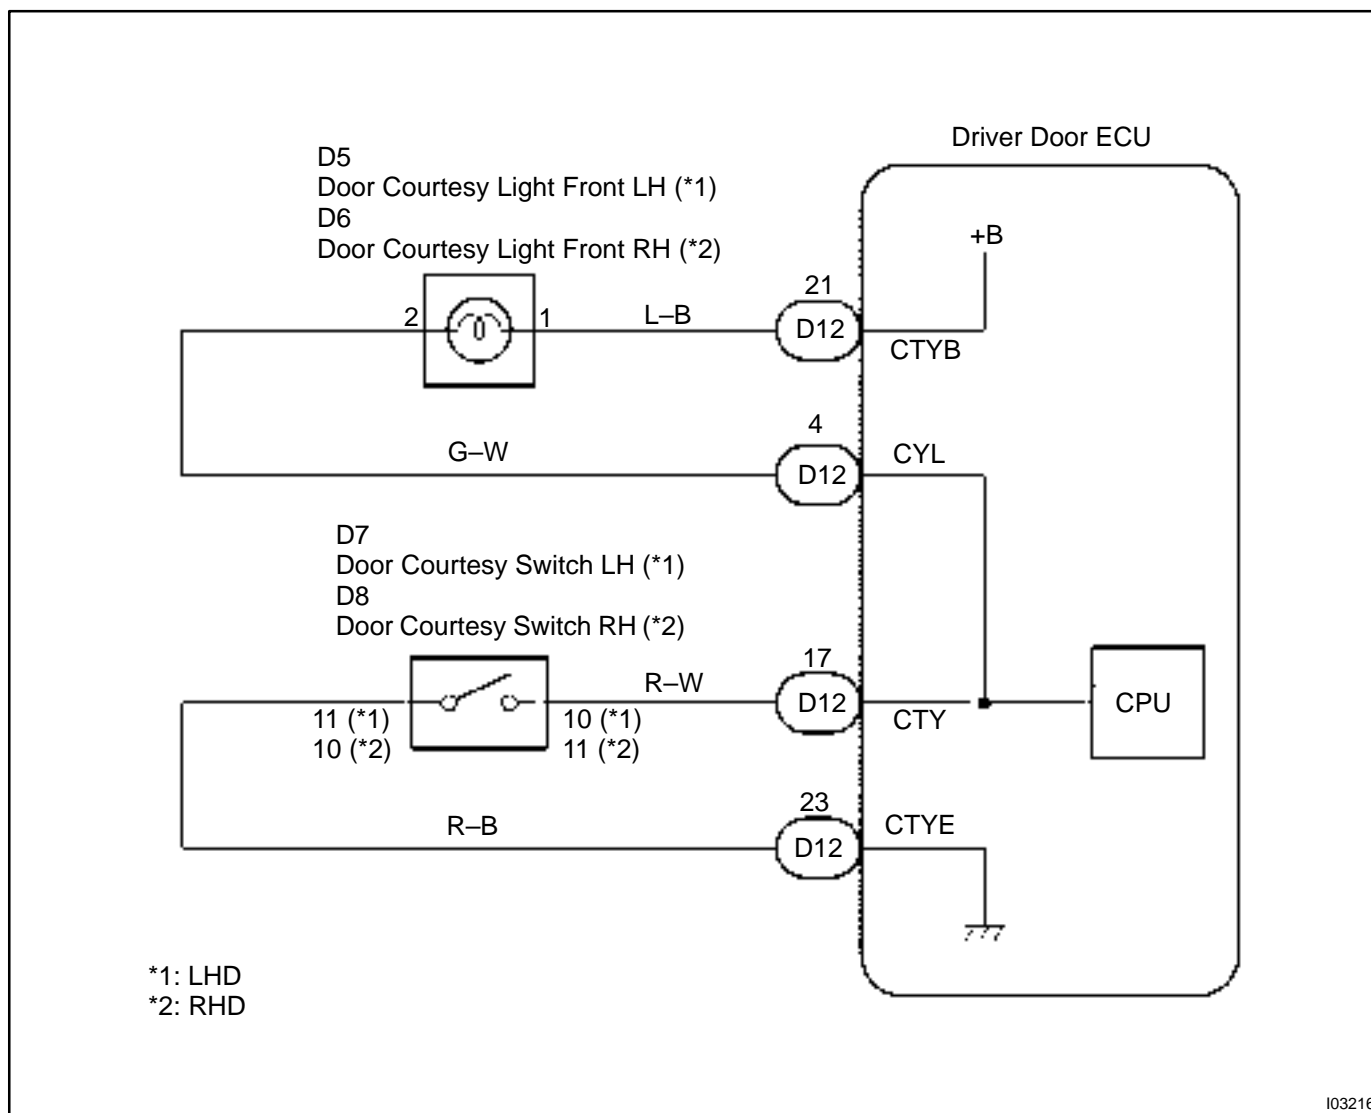 Driver Door ECU
D5
Door Courtesy Light Front LH (*1)
D6
Door Courtesy Light Front RH (*2)
+B
21
2
1
L–B
D12
CTYB
4
G–W
D12
CYL
D7
Door Courtesy Switch LH (*1)
D8
Door Courtesy Switch RH (*2)
17
R–W
D12
CTY
CPU
11 (*1)
10 (*1)
10 (*2)
11 (*2)
23
R–B
D12
CTYE
*1: LHD
*2: RHD
I03216